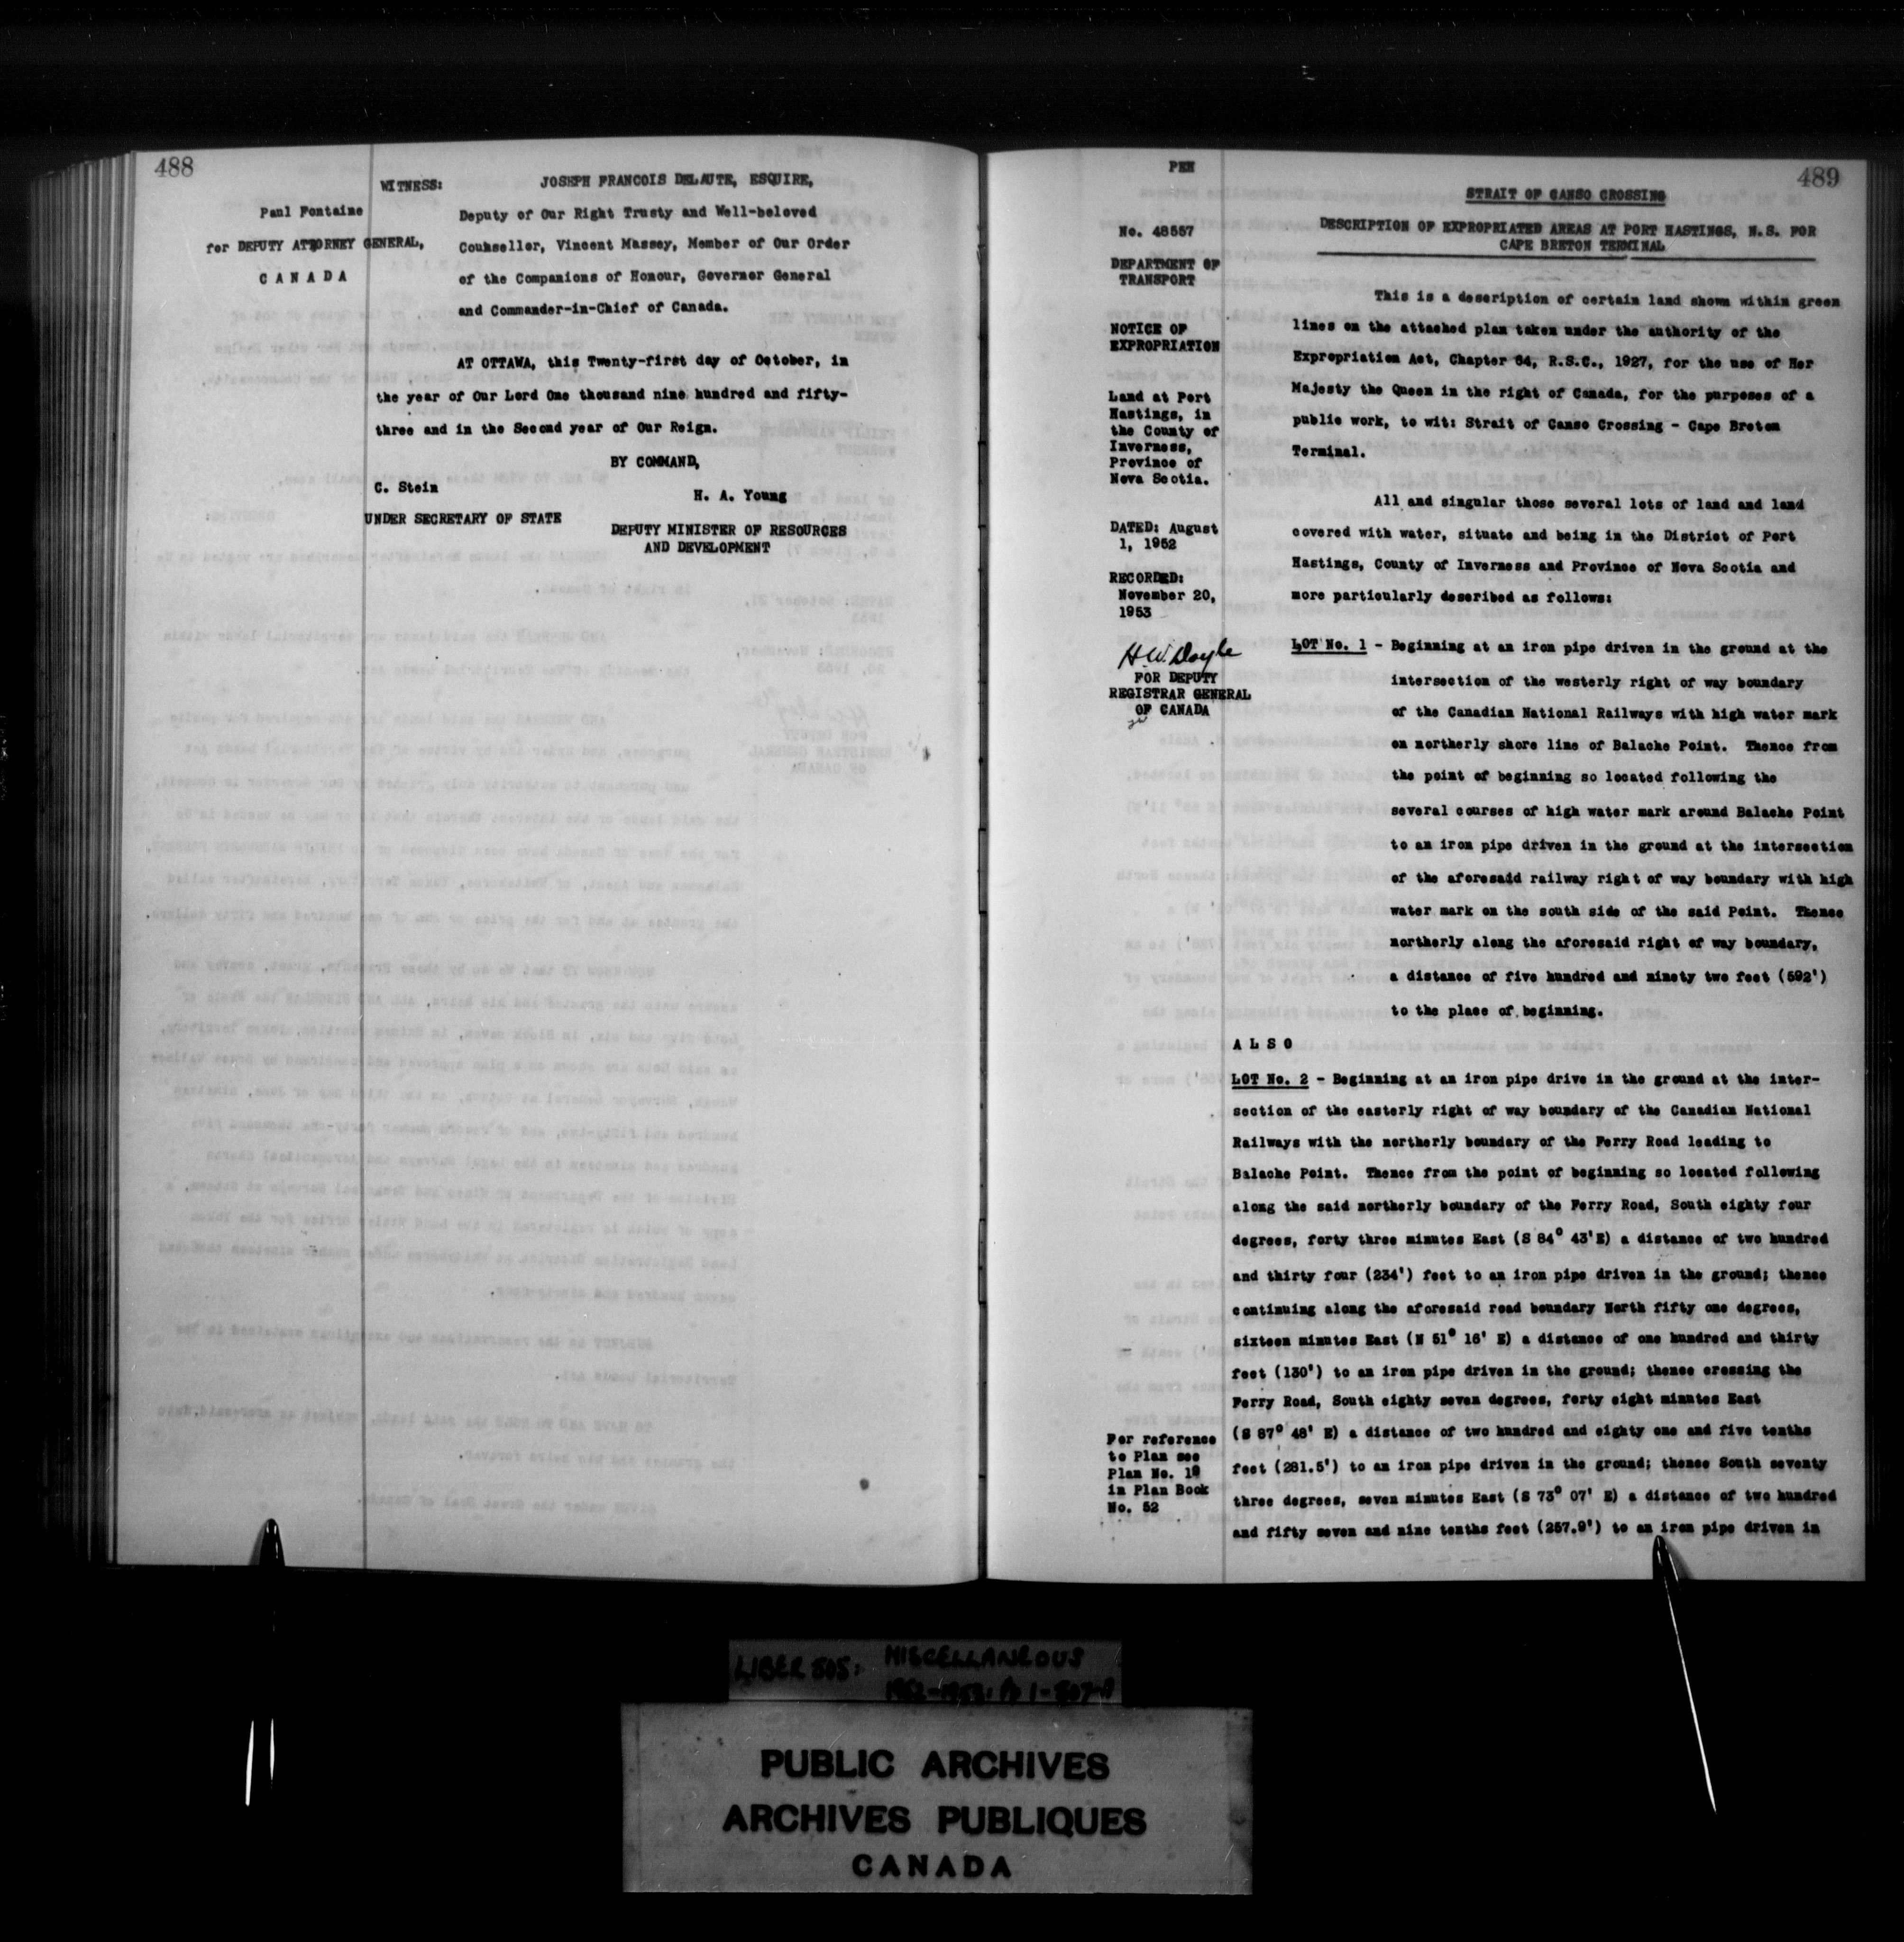 488
WITNESS:
JOSEPH FRANCOIS DELAUTE, ESQUIRE,
Paul Fontaine
for DEPUTY ATTORNEY GENERAL,
C A N A D A
Deputy of Our Right Trusty and Well-beloved
Counseller, Vincent Massey, Member of Our Order
of the Companions of Honour, Governor General
and Commander-in-Chief of Canada.
AT OTTAWA, this Twenty-first day of October, in
the year of Our Lord One thousand nine hundred and fifty-
three and in the Second year of Our Reign.
BY COMMAND,
C. Stein
UNDER SECRETARY OF STATE
H. A. Young
DEPUTY MINISTER OF RESOURCES
AND DEVELOPMENT
PEN
489
No. 48557
DEPARTMENT OF
TRANSPORT
NOTICE OF
EXPROPRIATION
Land at Port
Hastings, in
the County of
Inverness,
Province of
Nova Scotia.
DATED: August
1, 1952
RECORDED:
November 20,
1953
H.W. Doyle
FOR DEPUTY
REGISTRAR GENERAL
OF CANADA
STRAIT OF CANSO CROSSING
DESCRIPTION OF EXPROPRIATED AREAS AT PORT HASTINGS, N.S. FOR
CAPE BRETON TERMINAL
This is a description of certain land shown within green
lines on the attached plan taken under the authority of the
Expropriation Act, Chapter 64, R.S.C., 1927, for the use of Her
Majesty the Queen in the right of Canada, for the purposes of a
public work, to wit: Strait of Canso Crossing - Cape Breton
Terminal.
All and singular those several lots of land and land
covered with water, situate and being in the District of Port
Hastings, County of Inverness and Province of Nova Scotia and
more particularly described as follows:
LOT No. 1 - Beginning at an iron pipe driven in the ground at the
intersection of the westerly right of way boundary
of the Canadian National Railways with high water mark
on northerly shore line of Balache Point. Thence from
the point of beginning so located following the
several courses of high water mark around Balache Point
to an iron pipe driven in the ground at the intersection
of the aforesadd railway right of way boundary with high
water mark on the south side of the said Point. Thence
northerly along the aforesaid right of way boundary,
a distance of five hundred and ninety two feet (592')
to the place of beginning.
A L S O
LOT No. 2 - Beginning at an iron pipe drive in the ground at the inter-
section of the easterly right of way boundary of the Canadian National
Railways with the northerly boundary of the Ferry Road leading to
Balache Point. Thence from the point of beginning so located following
along the said northerly boundary of the Ferry Road, South eighty four
degrees, forty three minutes East (S 84° 43'E) a distance of two hundred
and thirty four (234') feet to an iron pipe driven in the ground; thence
continuing along the aforesaid road boundary North fifty one degrees,
sixteen minutes East (N 51° 16' E) a distance of one hundred and thirty
feet (130') to an iron pipe driven in the ground; thence crossing the
Ferry Road, South eighty seven degrees, forty eight minutes East
(S 87° 48' E) a distance of two hundred and eighty one and five tenths
feet (281.5') to an iron pipe driven in the ground; thence South seventy
three degrees, seven minutes East (S 73° 07' E) a distance of two hundred
and fifty seven and nine tenths feet (257.9') to an iron pipe driven in
For reference
to Plan see
Plan No.
in Plan Book
No. 52
LIBER 505: MISCELLANEOUS
PUBLIC ARCHIVES
ARCHIVES PUBLIQUES
CANADA